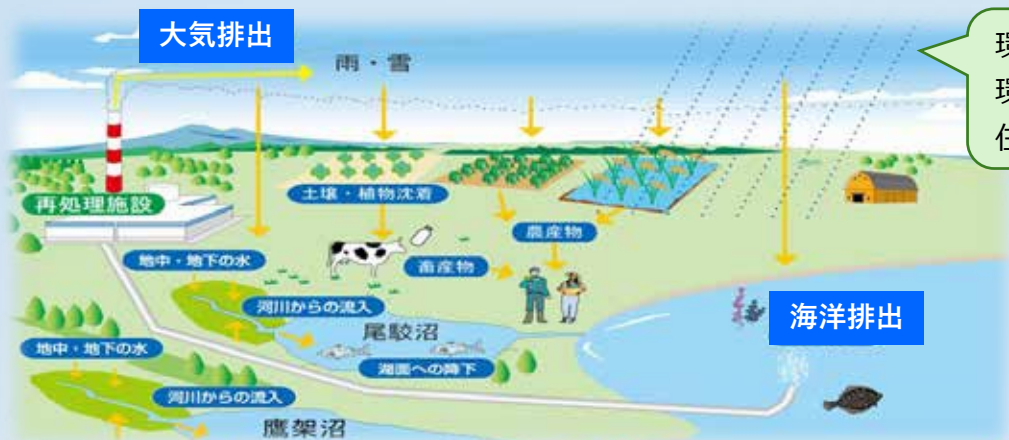 大気排出
雨・雪
環
環
住
再処理施設
土壌・植物沈着
農産物
畜産物
地中・地下の水
河川からの流入
尾駮沼
湖面への降下
海洋排出
地中・地下の水
河川からの流入
鷹架沼